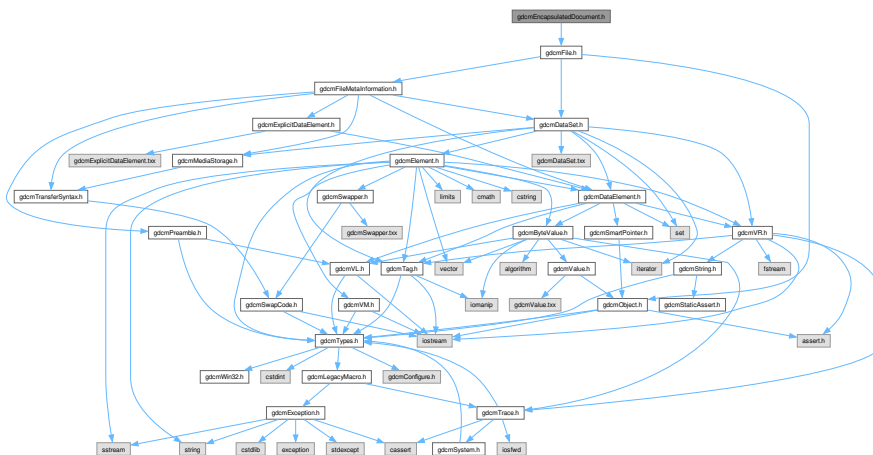 gdcmEncapsulatedDocument.h
gdcmFile.h
gdcmFileMetaInformation.h
gdcmExplicitDataElement.h
gdcmDataSet.h
gdcmExplicitDataElement.txx
gdcmMediaStorage.h
gdcmElement.h
gdcmDataSet.txx
gdcmTransferSyntax.h
gdcmSwapper.h
limits
cmath
cstring
gdcmDataElement.h
gdcmPreamble.h
gdcmSwapper.txx
gdcmByteValue.h
gdcmSmartPointer.h
set
gdcmVR.h
gdcmVL.h
gdcmTag.h
vector
algorithm
gdcmValue.h
iterator
gdcmString.h
fstream
gdcmSwapCode.h
gdcmVM.h
iomanip
gdcmValue.txx
gdcmObject.h
gdcmStaticAssert.h
gdcmTypes.h
iostream
assert.h
gdcmWin32.h
cstdint
gdcmLegacyMacro.h
gdcmConfigure.h
gdcmException.h
gdcmTrace.h
sstream
string
cstdlib
exception
stdexcept
cassert
gdcmSystem.h
iosfwd